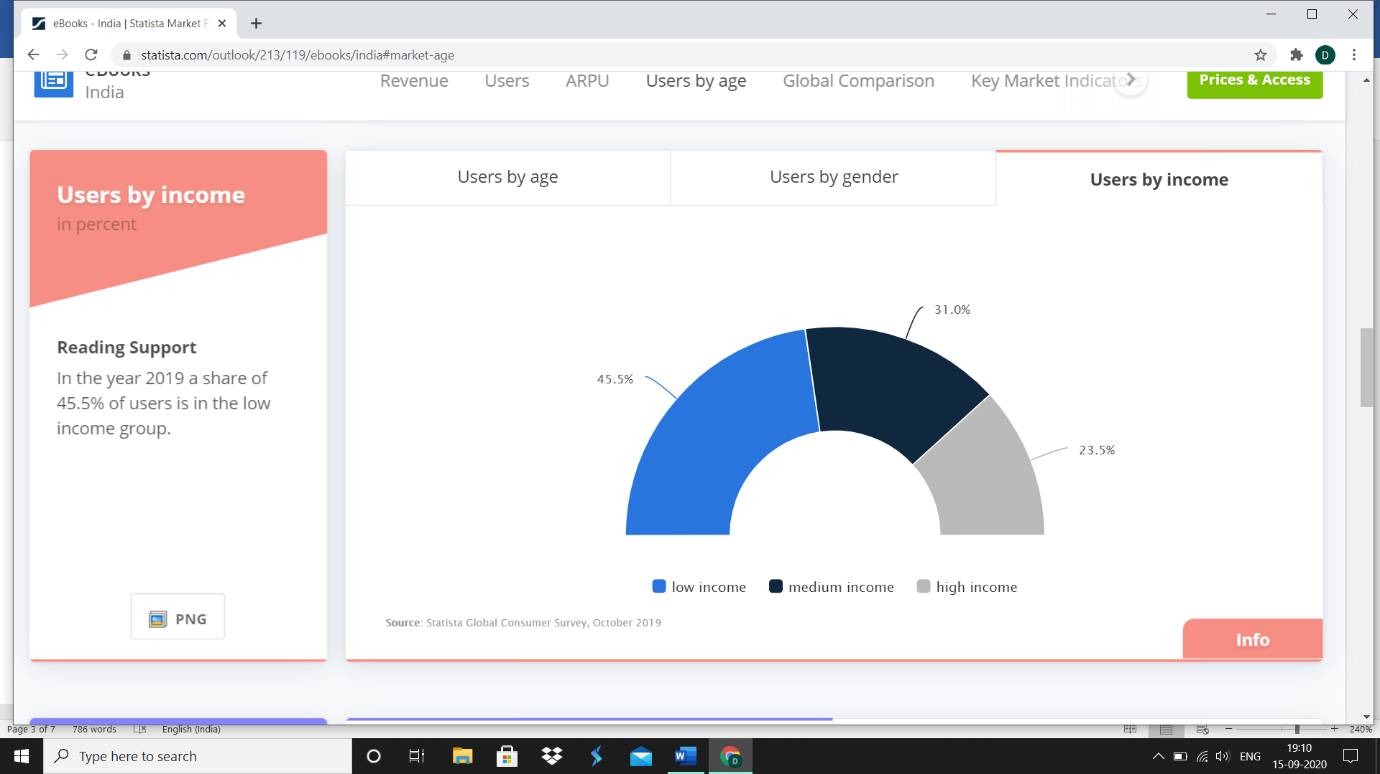 eBooks - India | Statista Market F
statista.com/outlook/213/119/ebooks/india#market-age
D
eBooks
India
Revenue
Users
ARPU
Users by age
Global Comparison
Key Market Indicators
Prices & Access
Users by income
in percent
Reading Support
In the year 2019 a share of
45.5% of users is in the low
income group.
PNG
Users by age
Users by gender
Users by income
31.0%
45.5%
23.5%
low income
medium income
high income
Source: Statista Global Consumer Survey, October 2019
Info
Page 3 of 7
786 words
English (India)
240%
Type here to search
W
D
ENG
19:10
15-09-2020